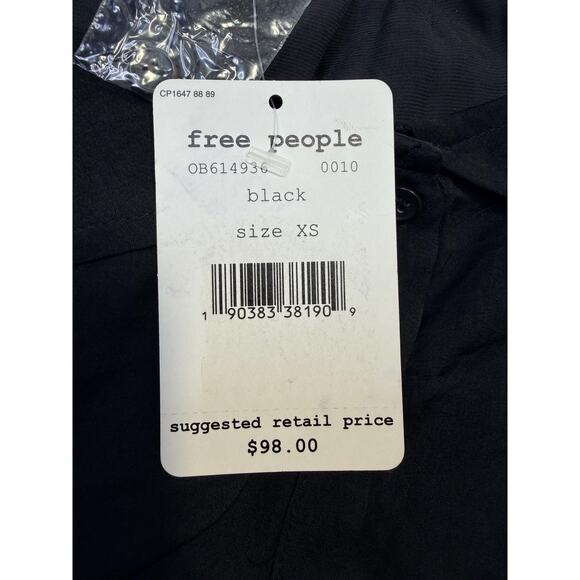 CP1647 88 89
free people
OB614936 0010
black
size XS
1 90383 38190 9
suggested retail price
$98.00